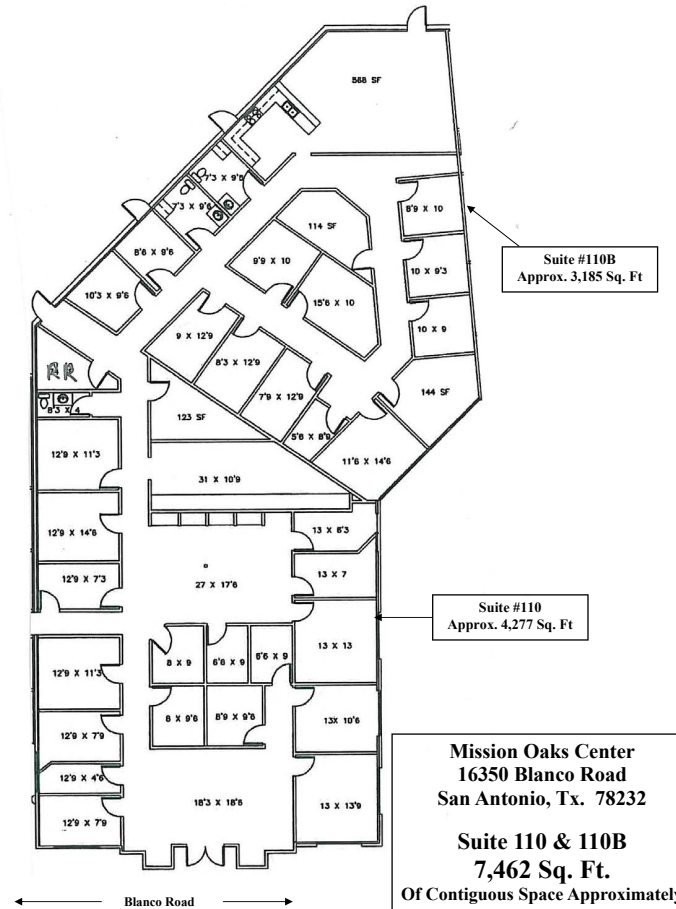 568 SF
7'3 X 9'6
7'3 X 9'6
8'9 X 10
114 SF
8'6 X 9'6
9'9 X 10
Suite #110B
Approx. 3,185 Sq. Ft
10 X 9'3
10'3 X 9'6
15'6 X 10
10 X 9
9 X 12'9
8'3 X 12'9
RR
7'9 X 12'9
144 SF
8'3 X 4
123 SF
5'6 X 8'9
12'9 X 11'3
11'6 X 14'6
31 X 10'9
12'9 X 14'6
13 X 6'3
12'9 X 7'3
27 X 17'6
13 X 7
Suite #110
Approx. 4,277 Sq. Ft
13 X 13
8 X 9
6'6 X 9
6'6 X 9
12'9 X 11'3
8 X 9'6
8'9 X 9'6
13X 10'6
12'9 X 7'9
12'9 X 4'6
18'3 X 18'6
13 X 13'9
12'9 X 7'9
Mission Oaks Center
16350 Blanco Road
San Antonio, Tx. 78232
Suite 110 & 110B
7,462 Sq. Ft.
Of Contiguous Space Approximately
Blanco Road